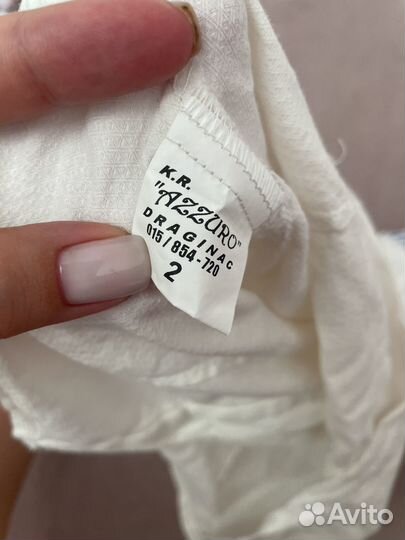 K.R.
"AZZURO"
DRAGINAC
015/854-720
2
Avito